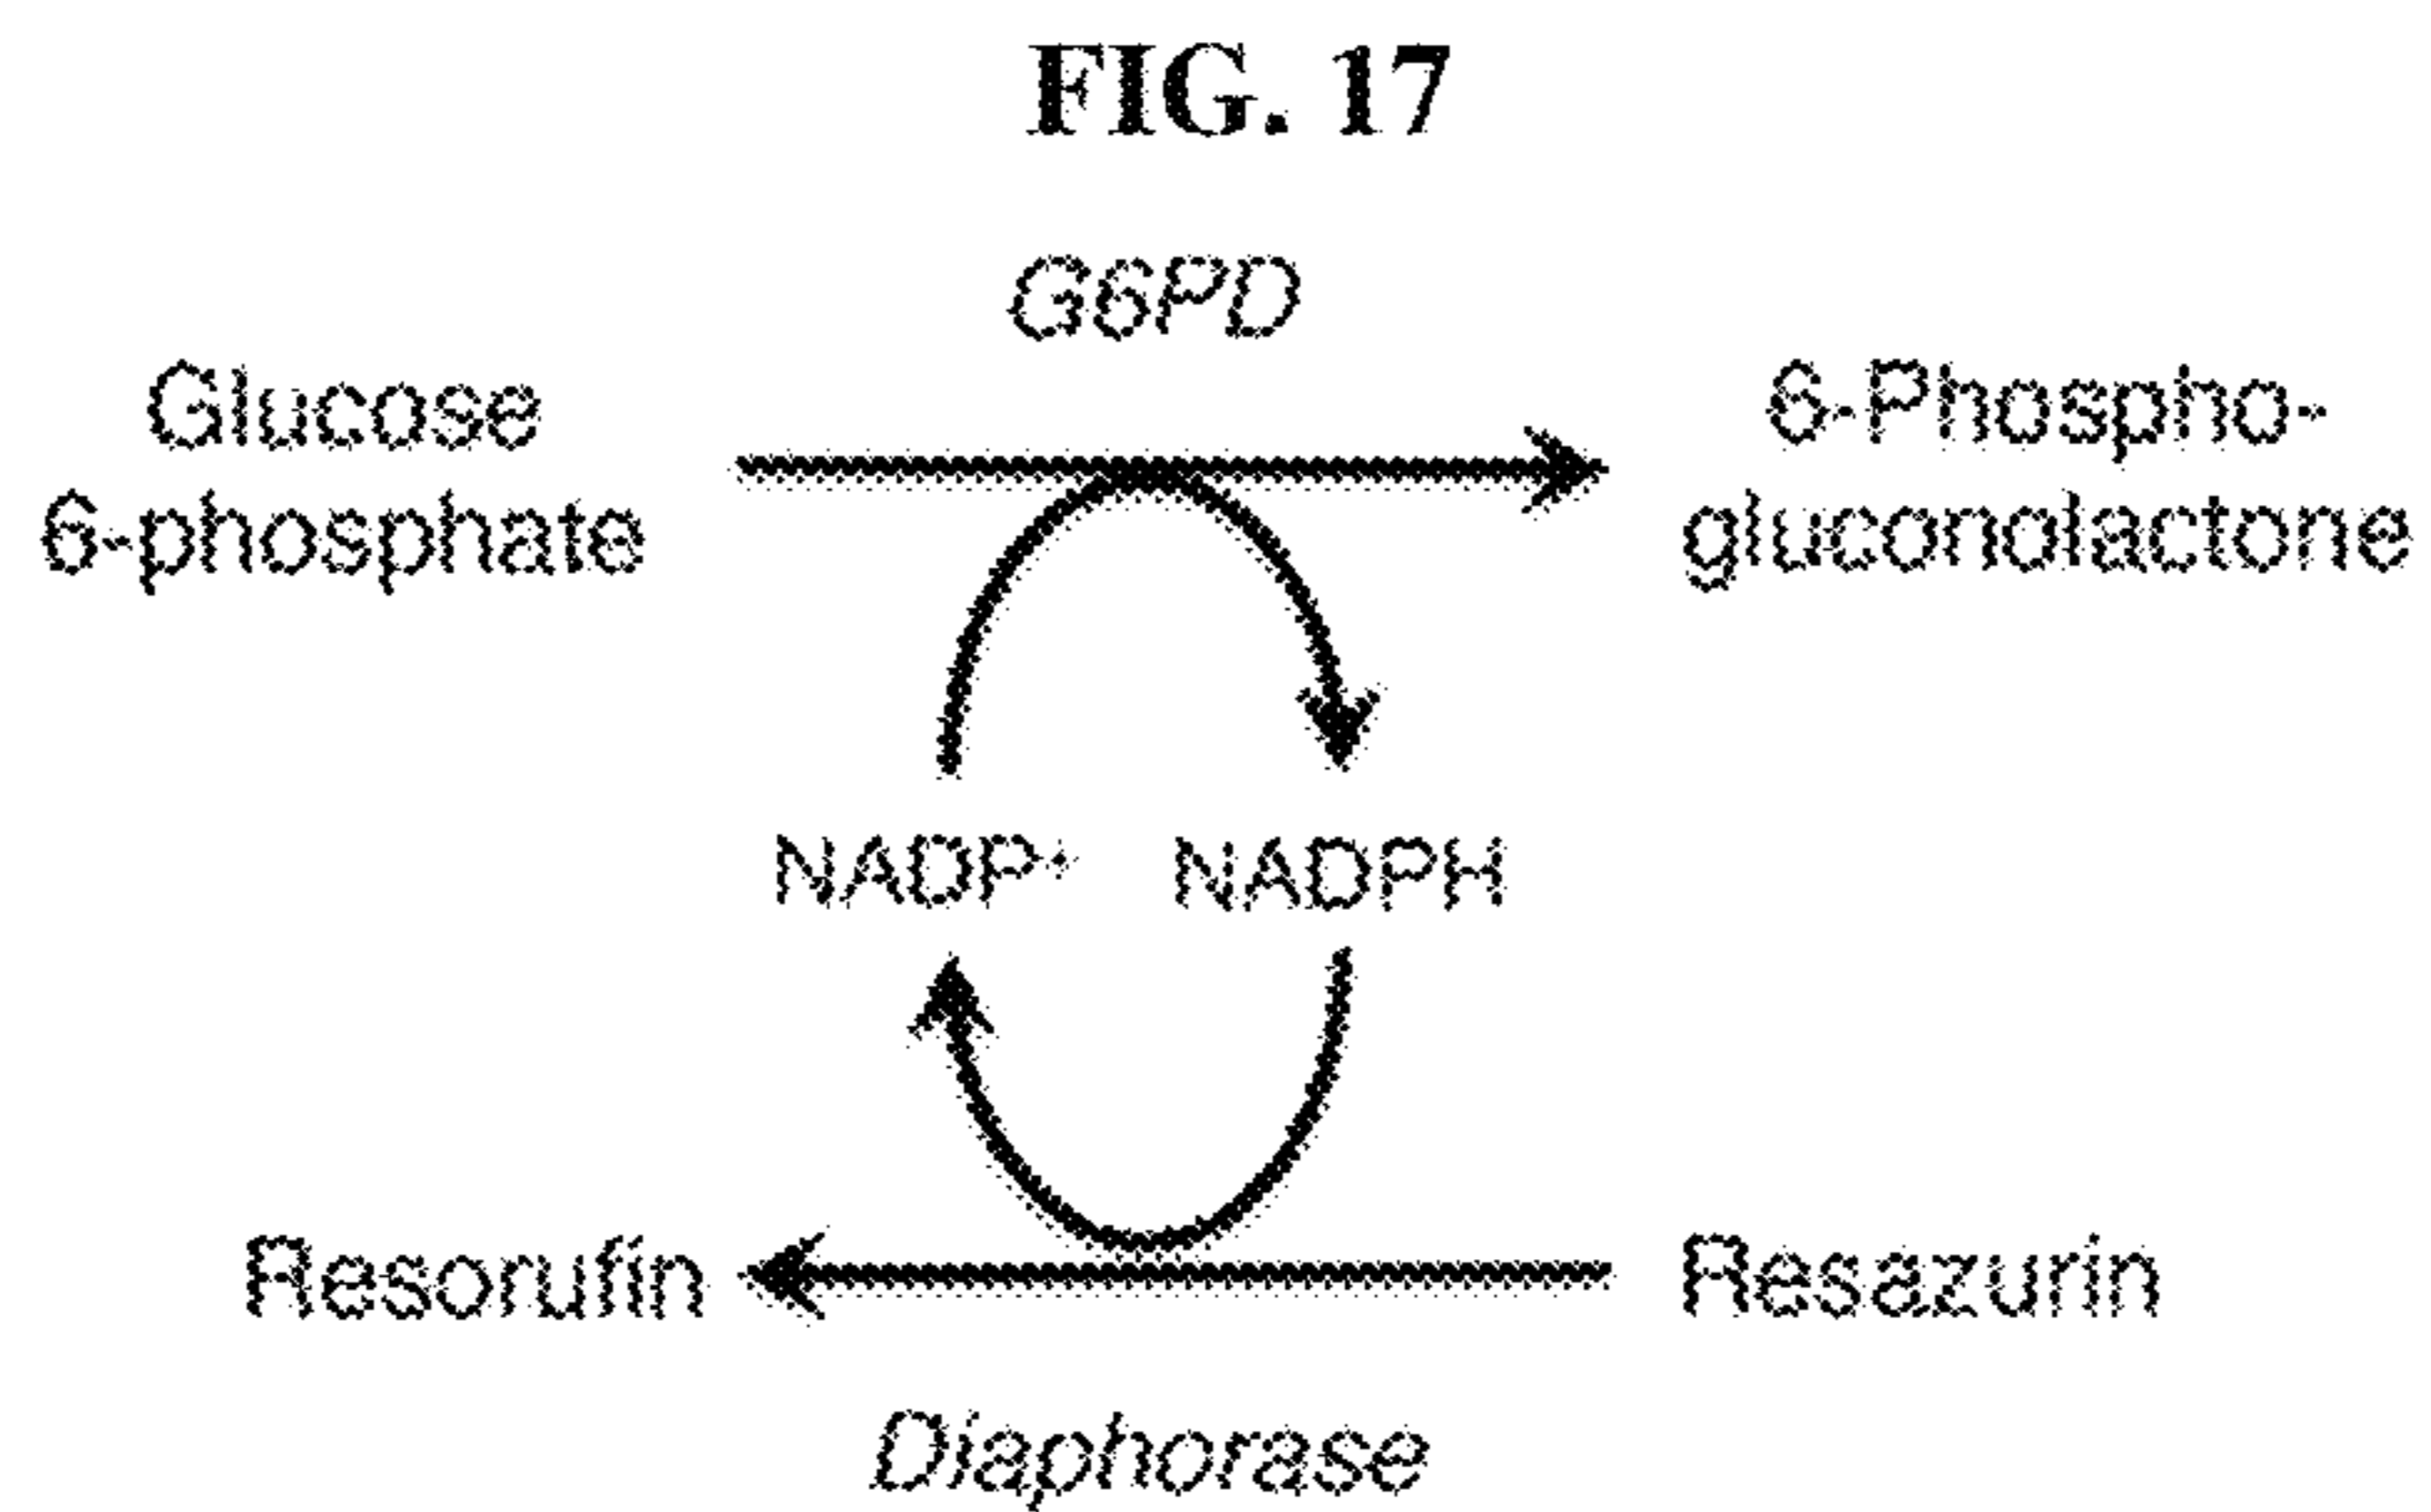 FIG. 17
G6PD
Glucose
6-phosphate
6-Phospho-
gluconolactone
NADP+
NADPH
Resorufin
Resazurin
Diaphorase